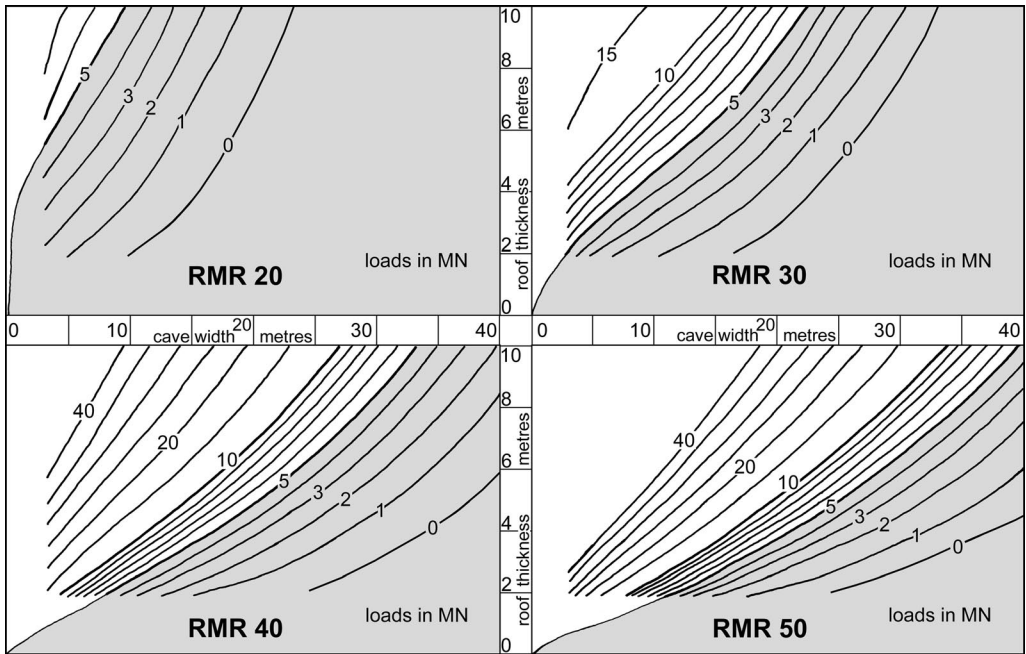 5
3
2
1
0
RMR 20
loads in MN
10
8
6
4
2
0
roof thickness metres
15
10
5
3
2
1
0
RMR 30
loads in MN
0 10 20 30 40
cave width metres
0 10 20 30 40
cave width metres
40
20
10
5
3
2
1
0
RMR 40
loads in MN
10
8
6
4
2
0
roof thickness metres
40
20
10
5
3
2
1
0
RMR 50
loads in MN